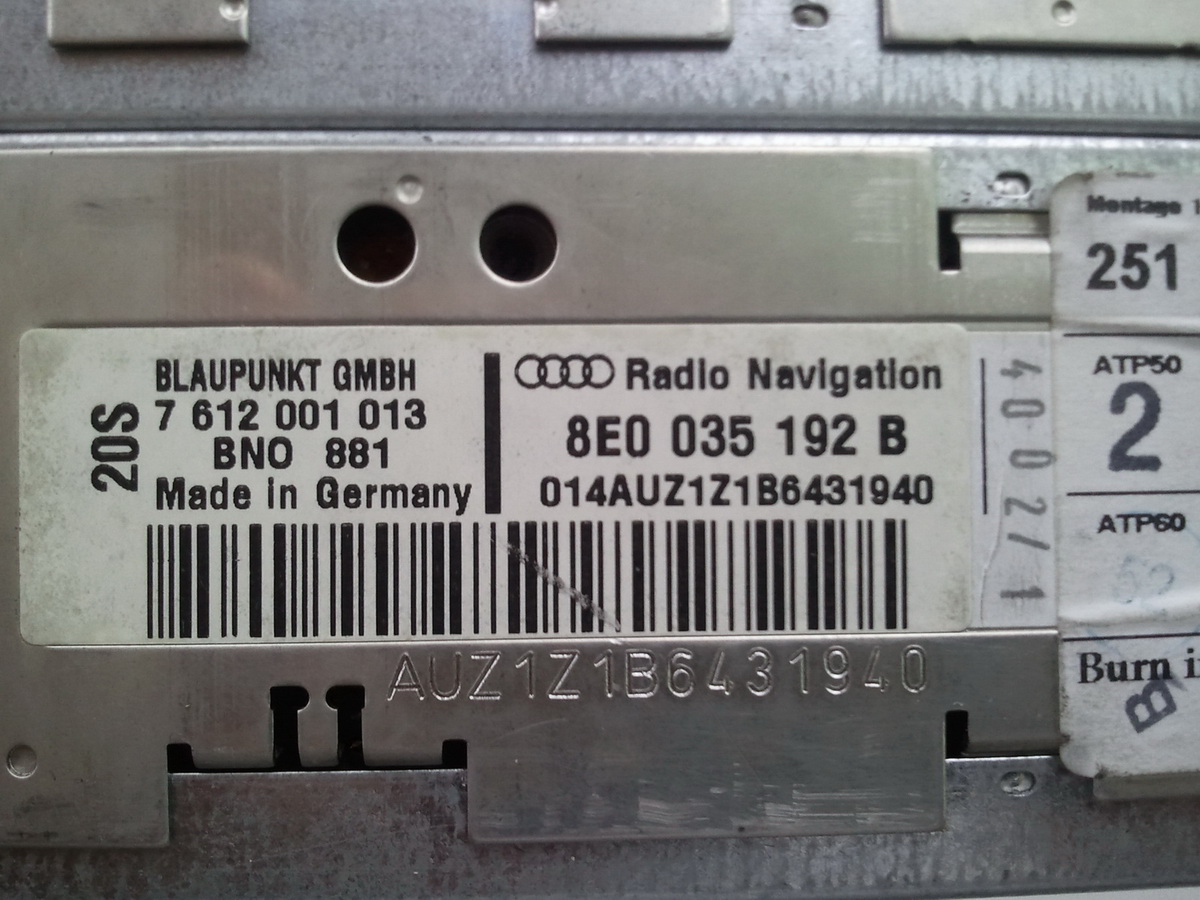 BLAUPUNKT GMBH
7 612 001 013
BNO 881
Made in Germany
20S
Radio Navigation
8E0 035 192 B
014AUZ1Z1B6431940
AUZ1Z1B6431940
4002/1
Montage
251
ATP50
2
ATP60
Burn